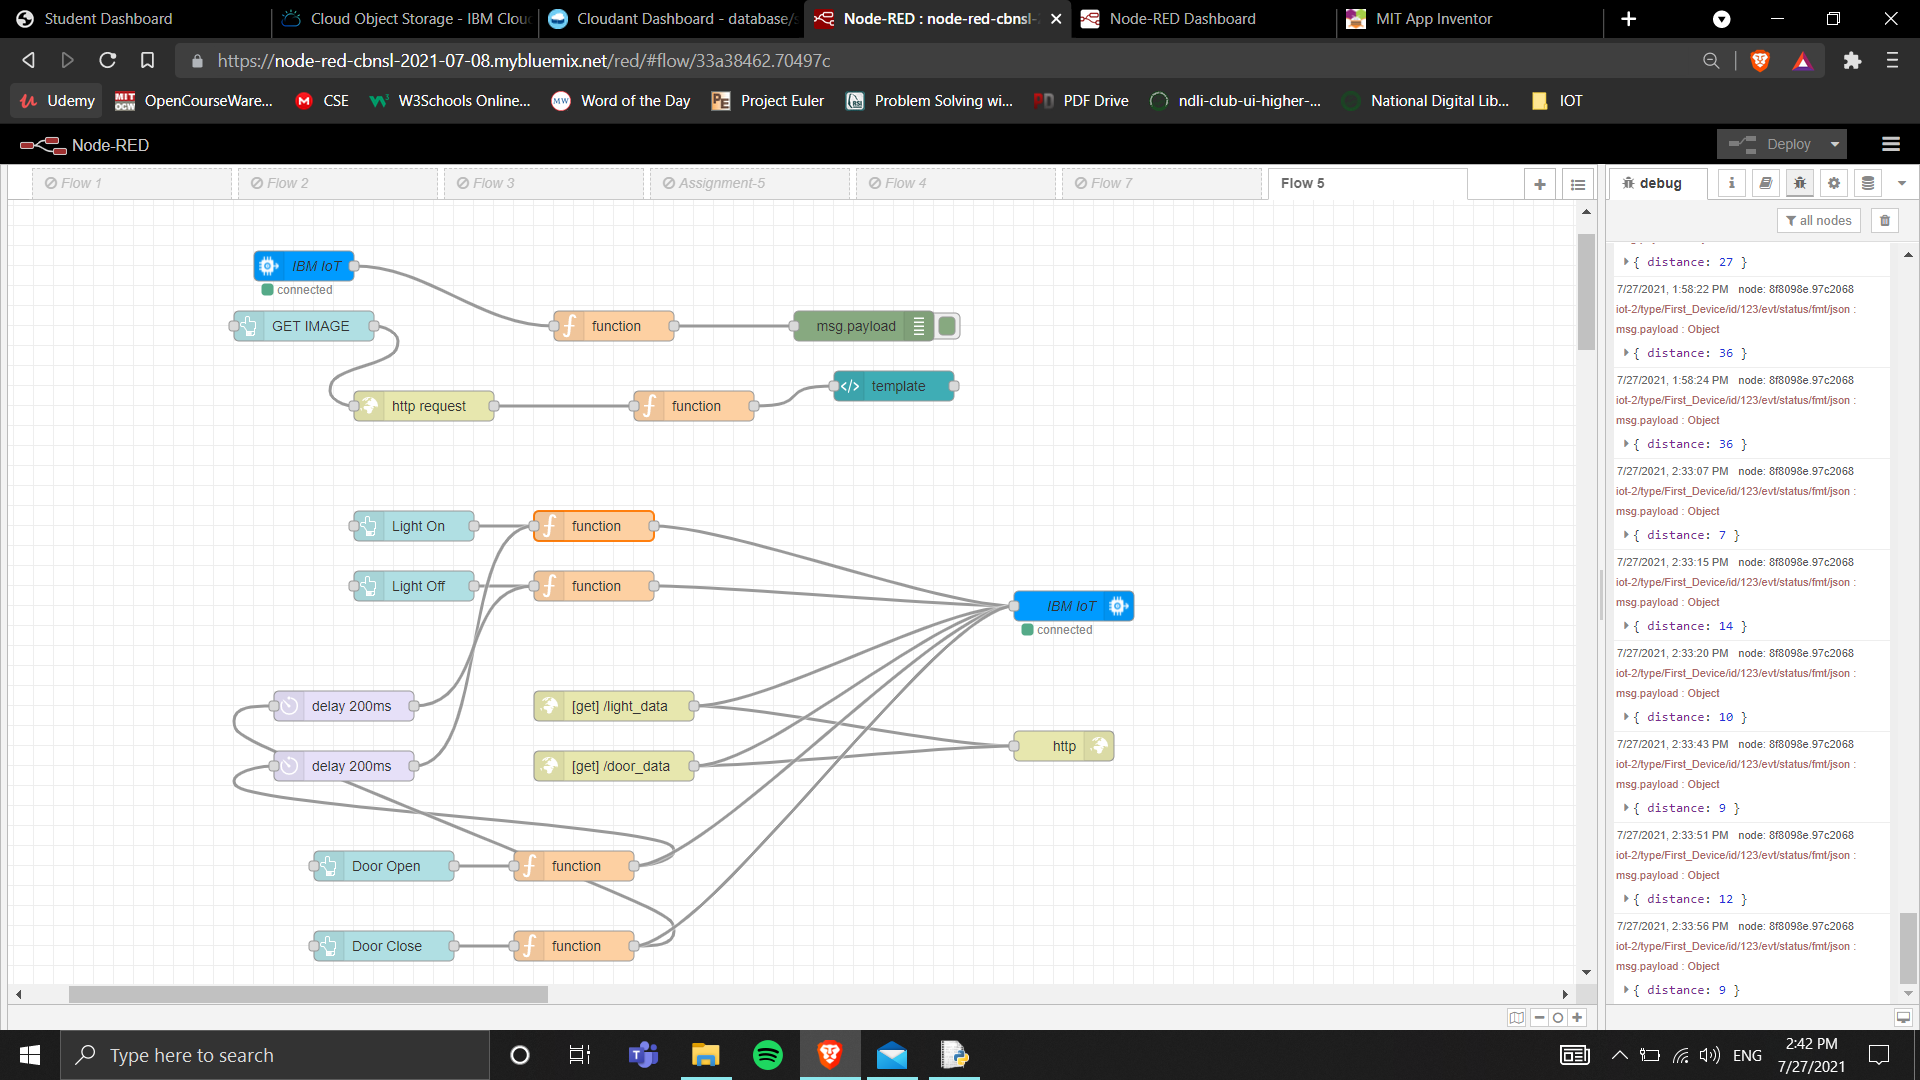 Student Dashboard
Cloud Object Storage - IBM Clou
Cloudant Dashboard - database/s
Node-RED : node-red-cbnsl-2
Node-RED Dashboard
MIT App Inventor
https://node-red-cbnsl-2021-07-08.mybluemix.net/red/#flow/33a38462.70497c
Udemy
MIT OCW
OpenCourseWare...
CSE
W3Schools Online...
MW
Word of the Day
PE
Project Euler
Problem Solving wi...
PD
PDF Drive
ndli-club-ui-higher-...
National Digital Lib...
IOT
Node-RED
Deploy
Flow 1
Flow 2
Flow 3
Assignment-5
Flow 4
Flow 7
Flow 5
debug
all nodes
IBM IoT
connected
GET IMAGE
function
msg.payload
http request
function
template
Light On
function
Light Off
function
IBM IoT
connected
delay 200ms
[get] /light_data
http
delay 200ms
[get] /door_data
Door Open
function
Door Close
function
{ distance: 27 }
7/27/2021, 1:58:22 PM node: 8f8098e.97c2068
iot-2/type/First_Device/id/123/evt/status/fmt/json :
msg.payload : Object
{ distance: 36 }
7/27/2021, 1:58:24 PM node: 8f8098e.97c2068
iot-2/type/First_Device/id/123/evt/status/fmt/json :
msg.payload : Object
{ distance: 36 }
7/27/2021, 2:33:07 PM node: 8f8098e.97c2068
iot-2/type/First_Device/id/123/evt/status/fmt/json :
msg.payload : Object
{ distance: 7 }
7/27/2021, 2:33:15 PM node: 8f8098e.97c2068
iot-2/type/First_Device/id/123/evt/status/fmt/json :
msg.payload : Object
{ distance: 14 }
7/27/2021, 2:33:20 PM node: 8f8098e.97c2068
iot-2/type/First_Device/id/123/evt/status/fmt/json :
msg.payload : Object
{ distance: 10 }
7/27/2021, 2:33:43 PM node: 8f8098e.97c2068
iot-2/type/First_Device/id/123/evt/status/fmt/json :
msg.payload : Object
{ distance: 9 }
7/27/2021, 2:33:51 PM node: 8f8098e.97c2068
iot-2/type/First_Device/id/123/evt/status/fmt/json :
msg.payload : Object
{ distance: 12 }
7/27/2021, 2:33:56 PM node: 8f8098e.97c2068
iot-2/type/First_Device/id/123/evt/status/fmt/json :
msg.payload : Object
{ distance: 9 }
Type here to search
ENG
2:42 PM
7/27/2021